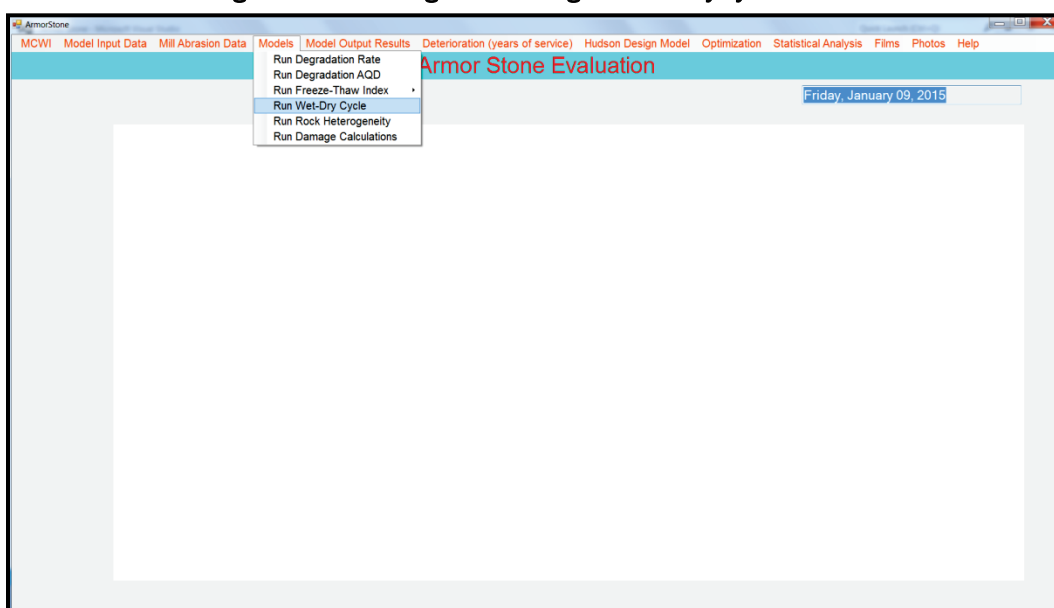 ArmorStone
MCWI Model Input Data Mill Abrasion Data Models Model Output Results Deterioration (years of service) Hudson Design Model Optimization Statistical Analysis Films Photos Help
Armor Stone Evaluation
Run Degradation Rate
Run Degradation AQD
Run Freeze-Thaw Index
Run Wet-Dry Cycle
Run Rock Heterogeneity
Run Damage Calculations
Friday, January 09, 2015